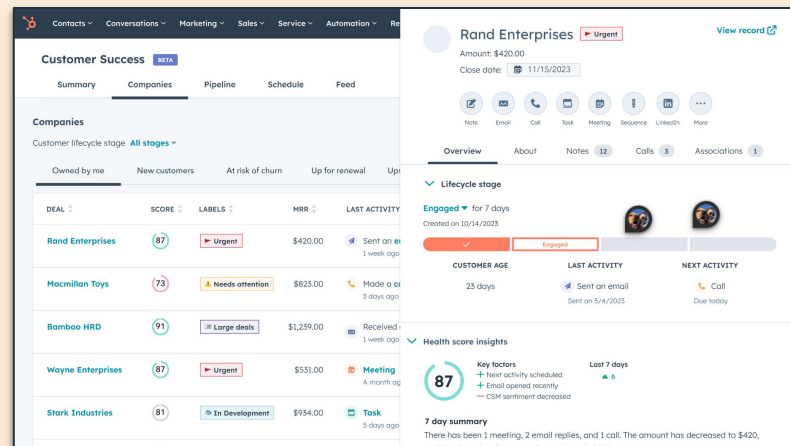 Contacts Conversations Marketing Sales Service Automation Re
Customer Success BETA
Summary Companies Pipeline Schedule Feed
Companies
Customer lifecycle stage All stages
Owned by me New customers At risk of churn Up for renewal Ups
DEAL SCORE LABELS MRR LAST ACTIVITY
Rand Enterprises 87 Urgent $420.00 Sent an
1 week ago
Macmillan Toys 73 Needs attention $823.00 Made a
3 days ago
Bamboo HRD 91 Large deals $1,239.00 Received
1 week ago
Wayne Enterprises 87 Urgent $531.00 Meeting
A month ag
Stark Industries 81 In Development $934.00 Task
5 days ago
Rand Enterprises Urgent View record
Amount: $420.00
Close date: 11/15/2023
Note Email Call Task Meeting Sequence LinkedIn More
Overview About Notes 12 Calls 3 Associations 1
Lifecycle stage
Engaged for 7 days
Created on 10/14/2023
Engaged
CUSTOMER AGE LAST ACTIVITY NEXT ACTIVITY
23 days Sent an email Call
Sent on 5/4/2023 Due today
Health score insights
87
Key factors Last 7 days
+ Next activity scheduled 6
+ Email opened recently
− CSM sentiment decreased
7 day summary
There has been 1 meeting, 2 email replies, and 1 call. The amount has decreased to $420,